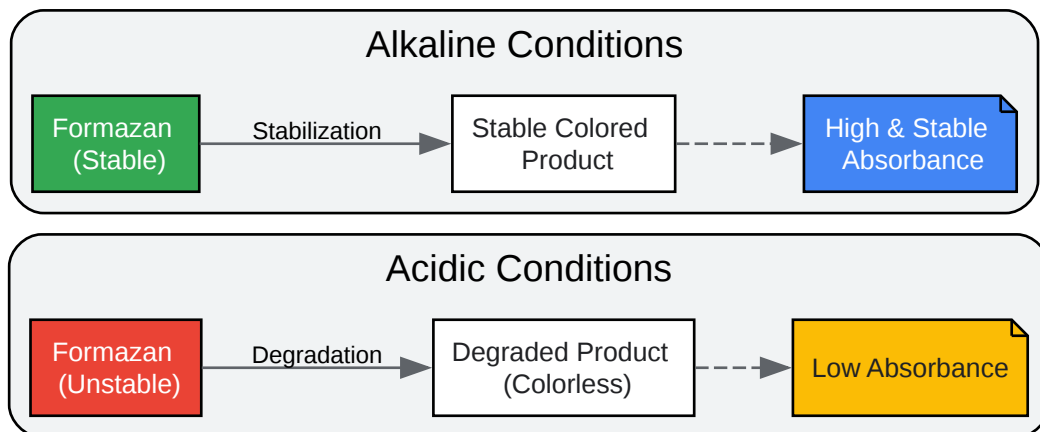 Alkaline Conditions
Formazan
(Stable)
Stabilization
Stable Colored
Product
High & Stable
Absorbance
Acidic Conditions
Formazan
(Unstable)
Degradation
Degraded Product
(Colorless)
Low Absorbance